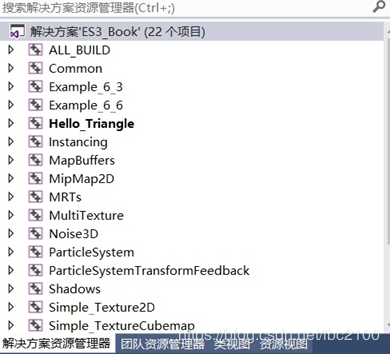 搜索解决方案资源管理器(Ctrl+;)
解决方案'ES3_Book' (22 个项目)
ALL_BUILD
Common
Example_6_3
Example_6_6
Hello_Triangle
Instancing
MapBuffers
MipMap2D
MRTs
MultiTexture
Noise3D
ParticleSystem
ParticleSystemTransformFeedback
Shadows
Simple_Texture2D
Simple_TextureCubemap
https://blog.csdn.net/lbc2100
解决方案资源管理器 团队资源管理器 类视图 资源视图